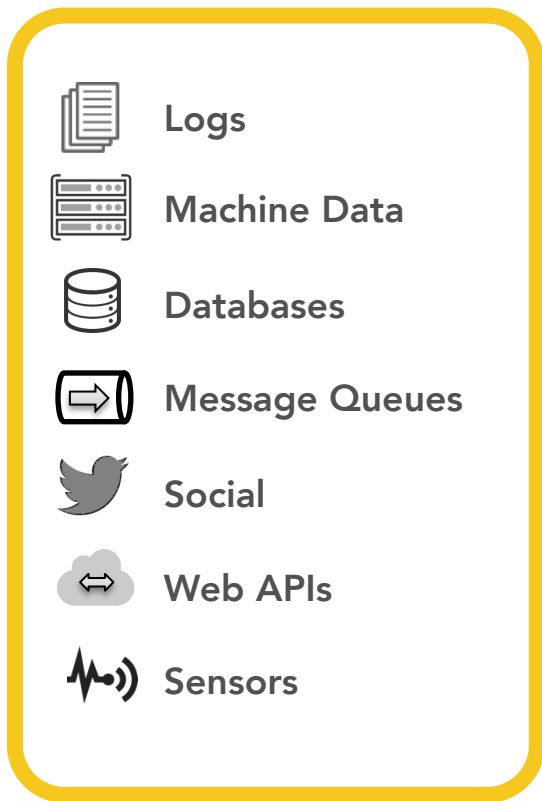 Logs
Machine Data
Databases
Message Queues
Social
Web APIs
Sensors